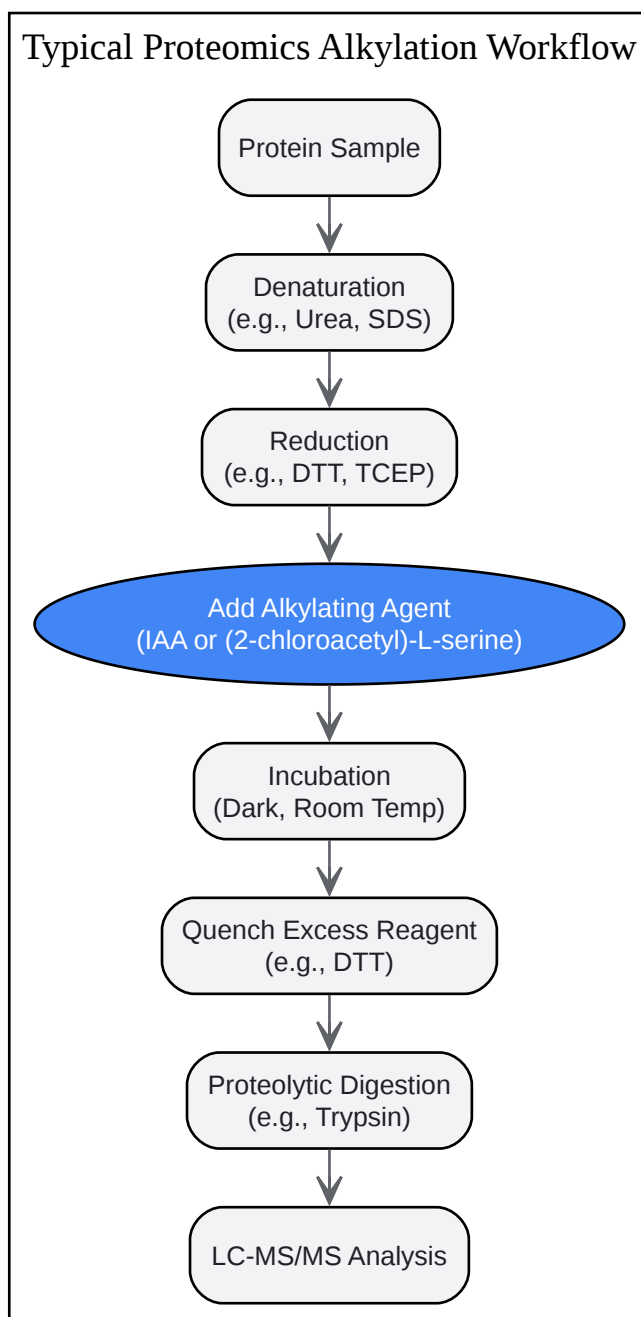 Typical Proteomics Alkylation Workflow
Protein Sample
Denaturation
(e.g., Urea, SDS)
Reduction
(e.g., DTT, TCEP)
Add Alkylating Agent
(IAA or (2-chloroacetyl)-L-serine)
Incubation
(Dark, Room Temp)
Quench Excess Reagent
(e.g., DTT)
Proteolytic Digestion
(e.g., Trypsin)
LC-MS/MS Analysis